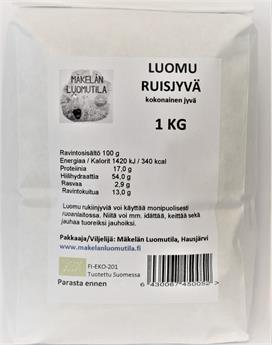 MÄKELÄN
LUOMUTILA
LUOMU
RUISJYVÄ
kokonainen jyvä
1 KG
Ravintosisältö 100 g
Energiaa / Kalorit 1420 kJ / 340 kcal
Proteiinia 17,0 g
Hiilihydraattia 54,0 g
Rasvaa 2,9 g
Ravintokuitua 13,0 g
Luomu rukiinjyviä voi käyttää monipuolisesti
ruoanlaitossa. Niitä voi mm. idättää, keittää sekä
jauhaa tuoreiksi jauhoiksi.
Pakkaaja/Viljelijä: Mäkelän Luomutila, Hausjärvi
www.makelanluomutila.fi
FI-EKO-201
Tuotettu Suomessa
Parasta ennen
6 430067 450052 >